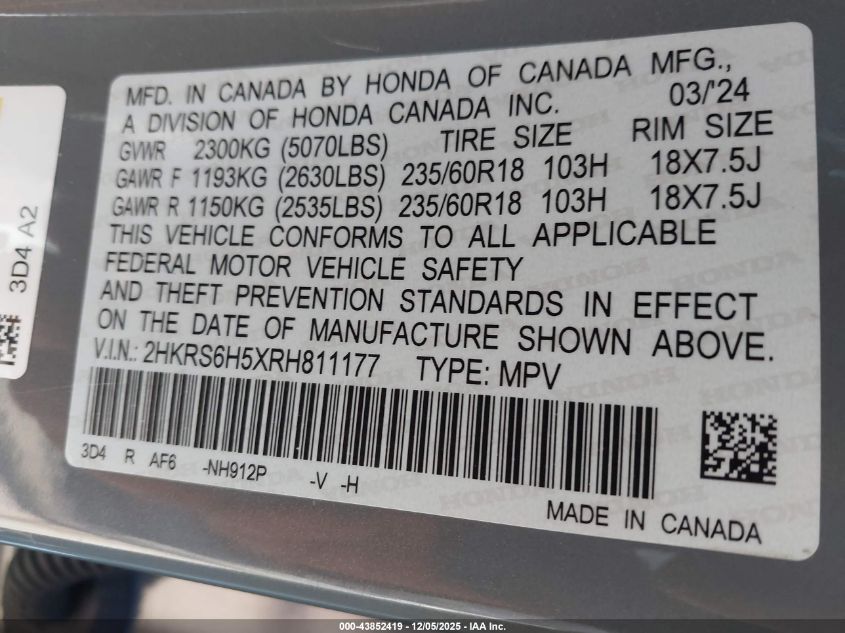 MFD. IN CANADA BY HONDA OF CANADA MFG.,
A DIVISION OF HONDA CANADA INC. 03/'24
GVWR 2300KG (5070LBS) TIRE SIZE RIM SIZE
GAWR F 1193KG (2630LBS) 235/60R18 103H 18X7.5J
GAWR R 1150KG (2535LBS) 235/60R18 103H 18X7.5J
THIS VEHICLE CONFORMS TO ALL APPLICABLE
FEDERAL MOTOR VEHICLE SAFETY
AND THEFT PREVENTION STANDARDS IN EFFECT
ON THE DATE OF MANUFACTURE SHOWN ABOVE.
V.I.N.: 2HKRS6H5XRH811177 TYPE: MPV
3D4 R AF6 -NH912P -V -H
MADE IN CANADA
3D4 A2
000-43852419 - 12/05/2025 - IAA Inc.